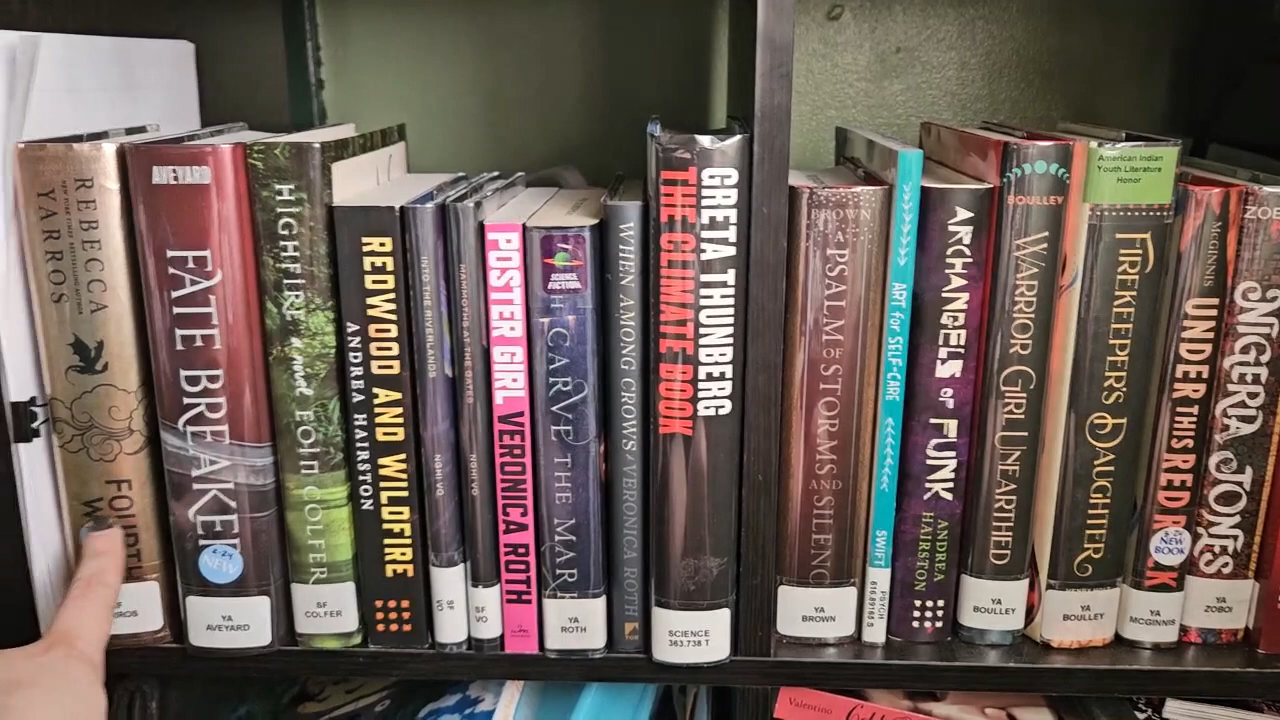 REBECCA
YARROS
NEW YORK TIMES BESTSELLING AUTHOR
FOURTH
AVEYARD
FATE BREAKER
NEW
YA
AVEYARD
HIGHFIRE a novel EOIN COLFER
SF
COLFER
REDWOOD AND WILDFIRE
ANDREA HAIRSTON
INTO THE RIVERLANDS
NGHI VO
SF
VO
MAMMOTHS AT THE GATES
NGHI VO
SF
VO
POSTER GIRL VERONICA ROTH
SCIENCE
FICTION
CARVE THE MARK
YA
ROTH
WHEN AMONG CROWS VERONICA ROTH
TOR
GRETA THUNBERG
THE CLIMATE BOOK
SCIENCE
363.738 T
BROWN
A PSALM OF STORMS AND SILENC
YA
BROWN
ART for SELF-CARE
SWIFT
PSYCH
616.89165 S
ARCHANGELS OF FUNK
ANDREA
HAIRSTON
BOULLEY
WARRIOR GIRL UNEARTHED
YA
BOULLEY
American Indian
Youth Literature
Honor
FIREKEEPER'S DAUGHTER
YA
BOULLEY
McGINNIS
UNDER THIS RED R K
NEW
BOOK
YA
MCGINNIS
ZOB
NIGERIA JONES
YA
ZOBOI
Valentino